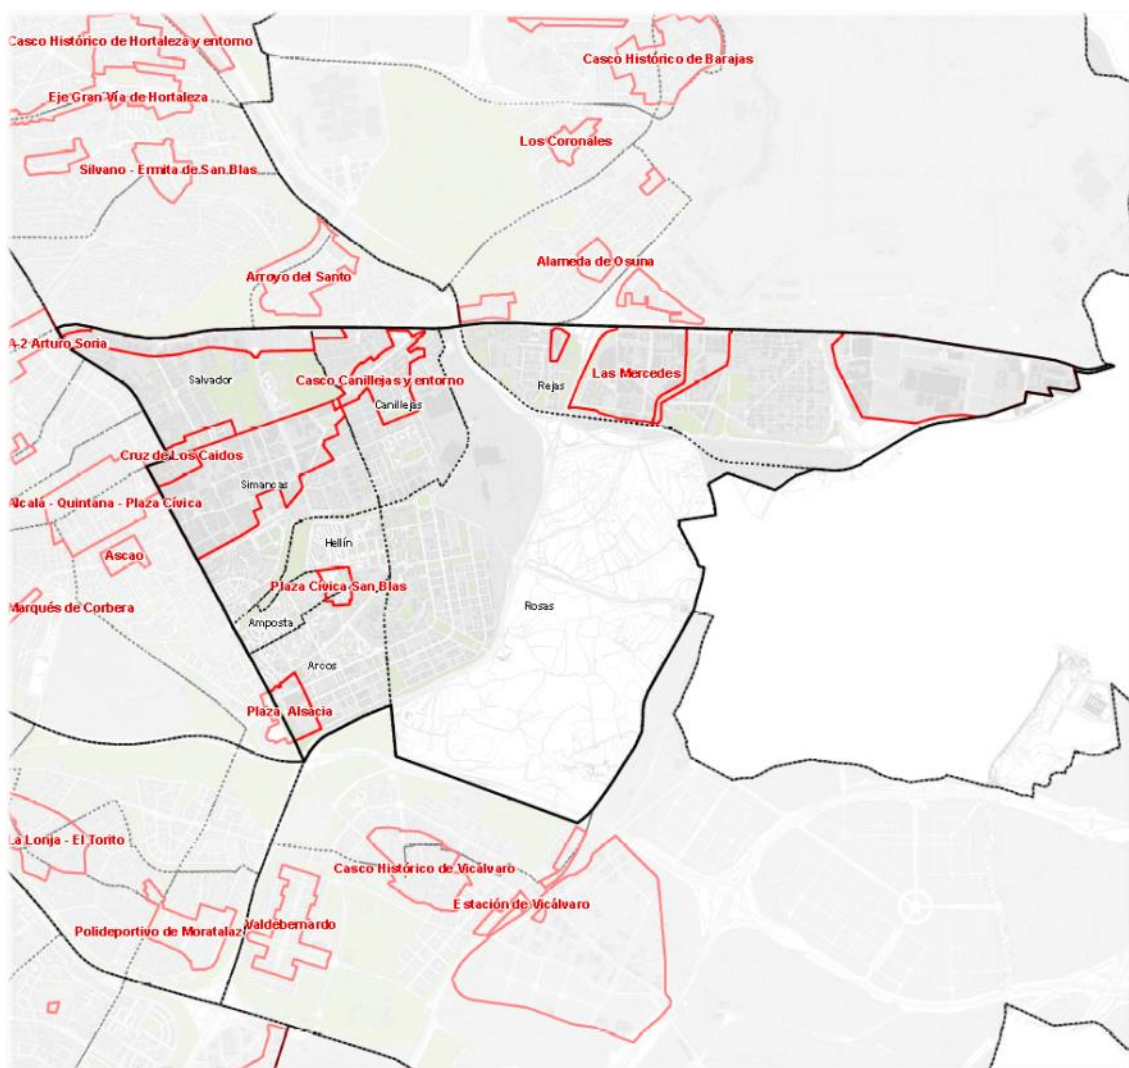 Casco Histórico de Hortaleza y entorno
Casco Histórico de Barajas
Eje Gran Vía de Hortaleza
Los Coronales
Silvano - Ermita de San Blas
Alameda de Osuna
Arroyo del Santo
A-2 Arturo Soria
Salvador
Casco Canillejas y entorno
Rejas
Las Mercedes
Canillejas
Cruz de Los Caidos
Simancas
Alcalá - Quintana - Plaza Cívica
Hellín
Ascao
Plaza Cívica San Blas
Marqués de Corbera
Rosas
Amposta
Arcos
Plaza Alsacia
La Lonja - El Torito
Casco Histórico de Vicálvaro
Estación de Vicálvaro
Valdebernardo
Polideportivo de Moratalaz